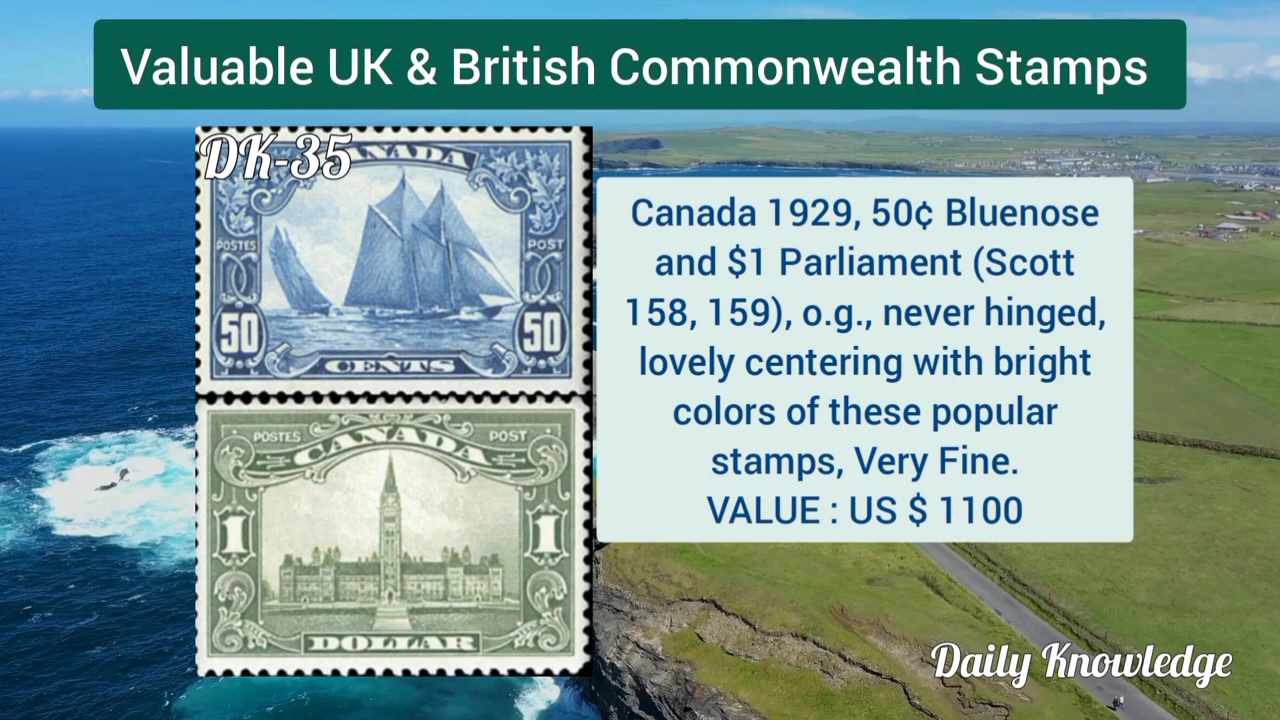 Valuable UK & British Commonwealth Stamps
DK-35
CANADA
POSTES
POST
50
50
CENTS
Canada 1929, 50¢ Bluenose
and $1 Parliament (Scott
158, 159), o.g., never hinged,
lovely centering with bright
colors of these popular
stamps, Very Fine.
VALUE : US $ 1100
POSTES
POST
CANADA
1
1
DOLLAR
Daily Knowledge